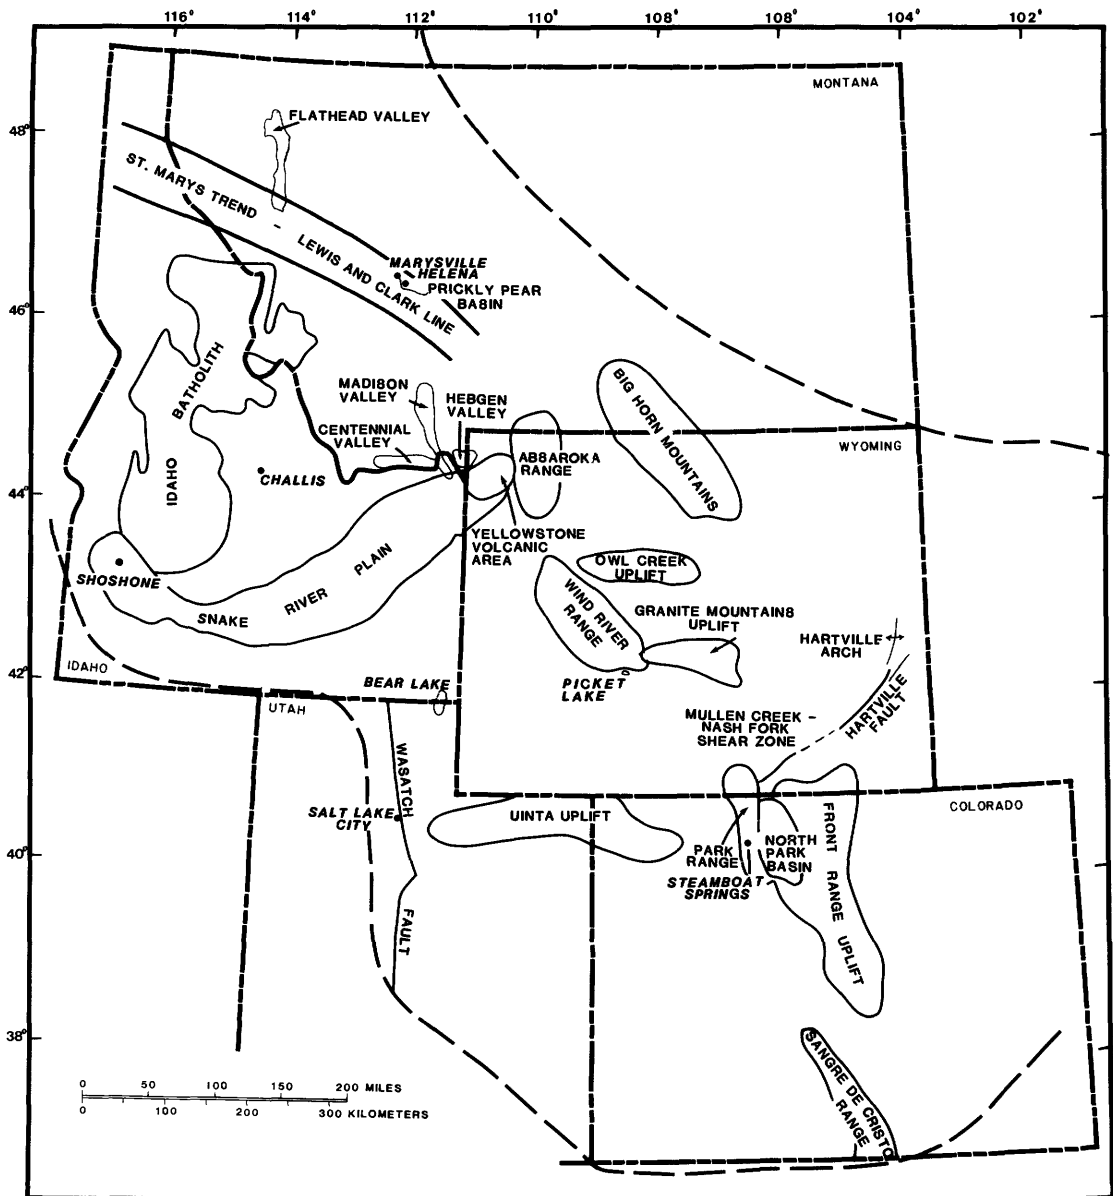 116°
114°
112°
110°
108°
106°
104°
102°
MONTANA
48°
FLATHEAD VALLEY
ST. MARYS TREND - LEWIS AND CLARK LINE
MARYSVILLE
HELENA
PRICKLY PEAR
BASIN
46°
IDAHO BATHOLITH
MADISON
VALLEY
HEBGEN
VALLEY
CENTENNIAL
VALLEY
ABSAROKA
RANGE
BIG HORN MOUNTAINS
WYOMING
CHALLIS
44°
YELLOWSTONE
VOLCANIC
AREA
SHOSHONE
SNAKE RIVER PLAIN
OWL CREEK
UPLIFT
WIND RIVER
RANGE
GRANITE MOUNTAINS
UPLIFT
HARTVILLE
ARCH
42°
IDAHO
BEAR LAKE
PICKET
LAKE
UTAH
MULLEN CREEK -
NASH FORK
SHEAR ZONE
HARTVILLE
FAULT
WASATCH FAULT
SALT LAKE
CITY
UINTA UPLIFT
COLORADO
40°
PARK
RANGE
NORTH
PARK
BASIN
STEAMBOAT
SPRINGS
FRONT RANGE UPLIFT
38°
SANGRE DE CRISTO
RANGE
0 50 100 150 200 MILES
0 100 200 300 KILOMETERS